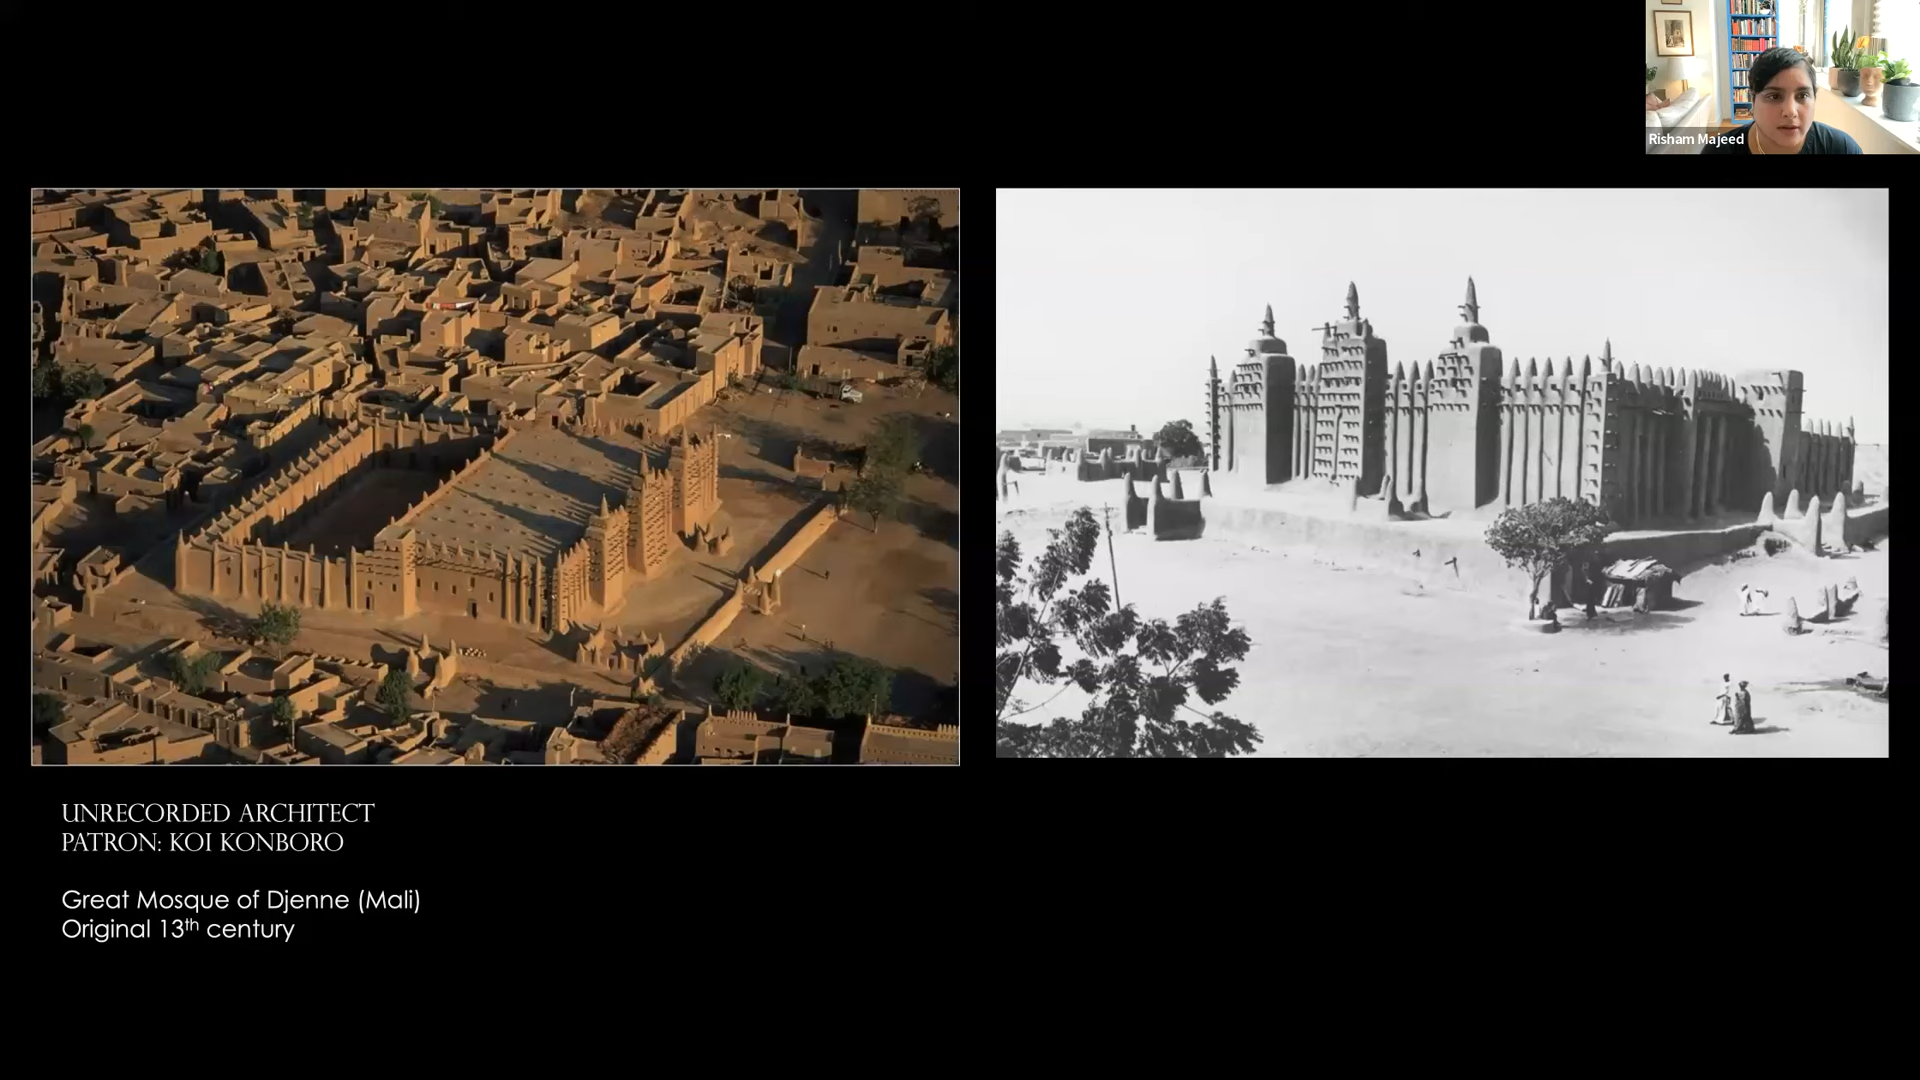 Risham Majeed
UNRECORDED ARCHITECT
PATRON: KOI KONBORO
Great Mosque of Djenne (Mali)
Original 13th century